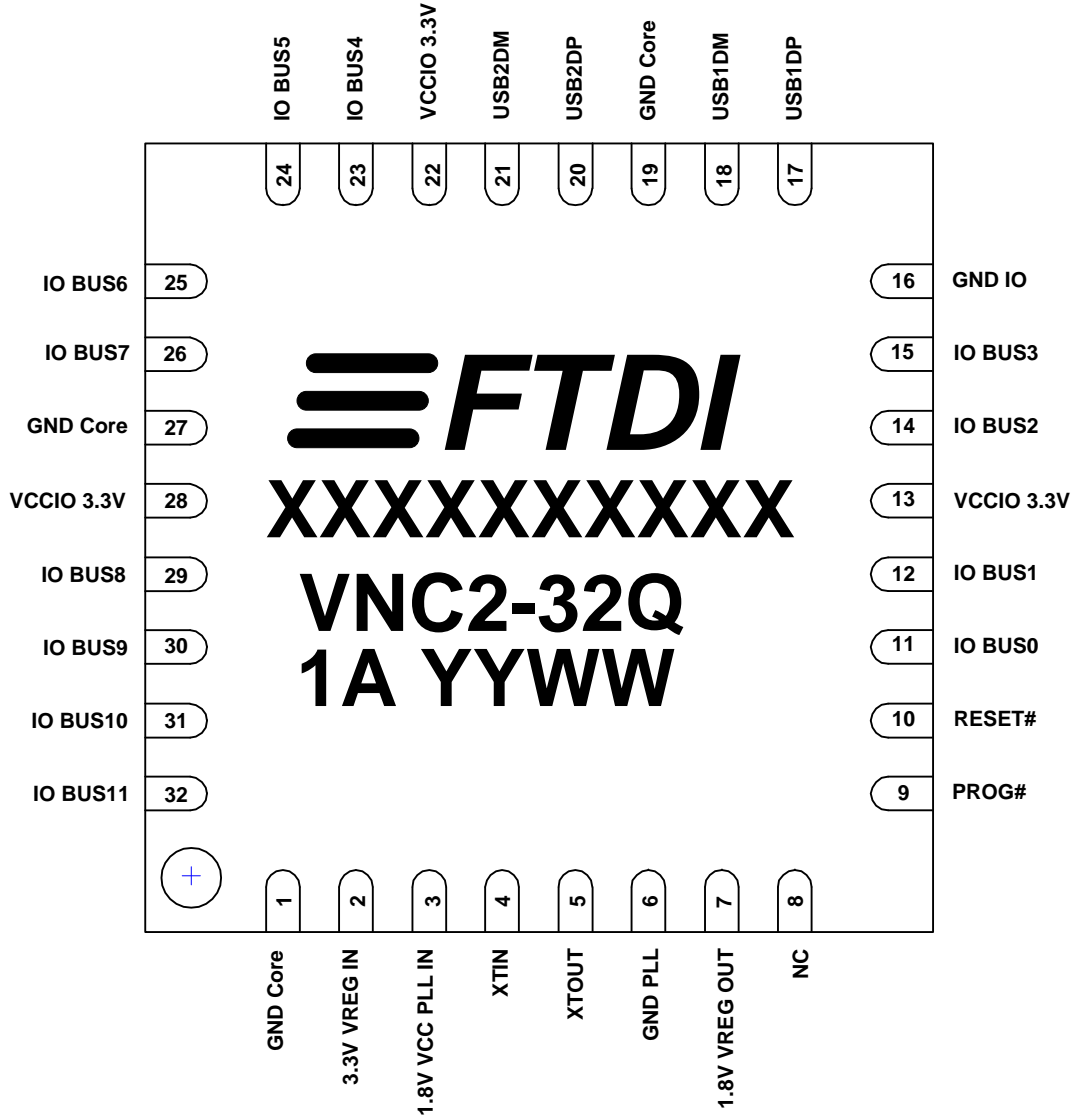 IO BUS5
IO BUS4
VCCIO 3.3V
USB2DM
USB2DP
GND Core
USB1DM
USB1DP
24
23
22
21
20
19
18
17
IO BUS6 25
16 GND IO
IO BUS7 26
15 IO BUS3
GND Core 27
14 IO BUS2
VCCIO 3.3V 28
13 VCCIO 3.3V
IO BUS8 29
12 IO BUS1
IO BUS9 30
11 IO BUS0
IO BUS10 31
10 RESET#
IO BUS11 32
9 PROG#
FTDI
XXXXXXXXXX
VNC2-32Q
1A YYWW
1
2
3
4
5
6
7
8
GND Core
3.3V VREG IN
1.8V VCC PLL IN
XTIN
XTOUT
GND PLL
1.8V VREG OUT
NC